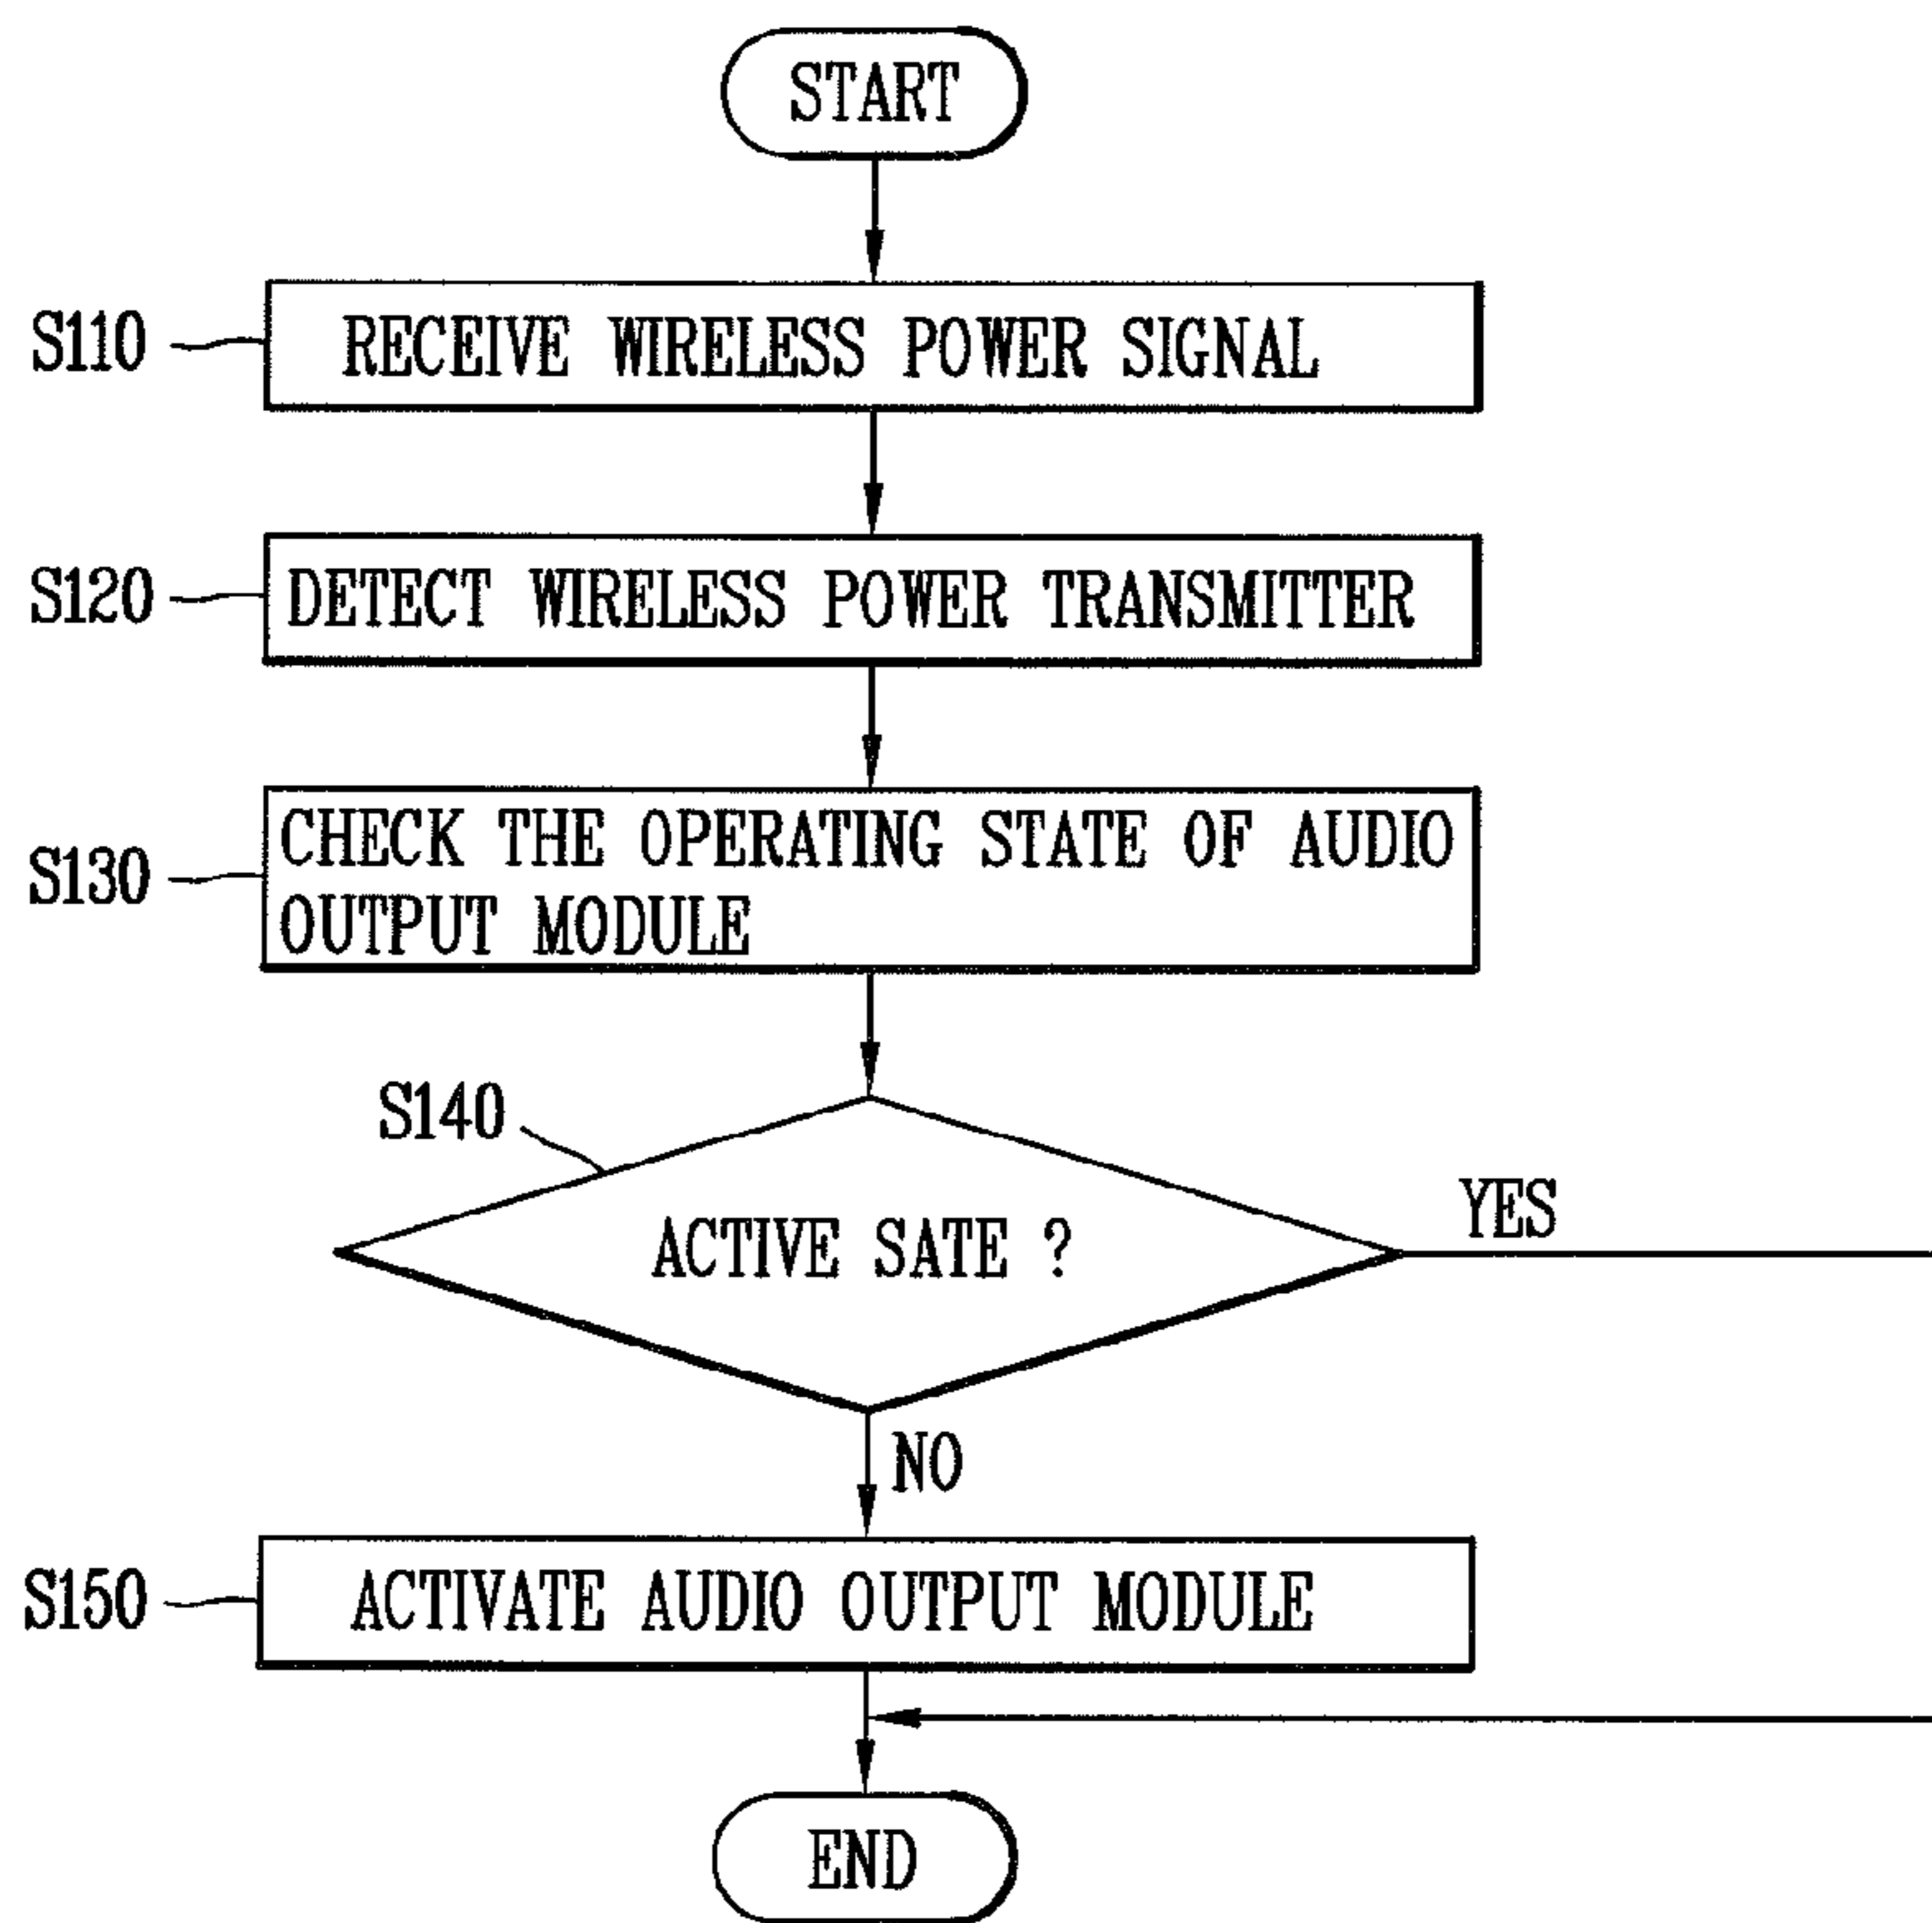 START
S110
RECEIVE WIRELESS POWER SIGNAL
S120
DETECT WIRELESS POWER TRANSMITTER
S130
CHECK THE OPERATING STATE OF AUDIO
OUTPUT MODULE
S140
ACTIVE SATE ?
YES
NO
S150
ACTIVATE AUDIO OUTPUT MODULE
END